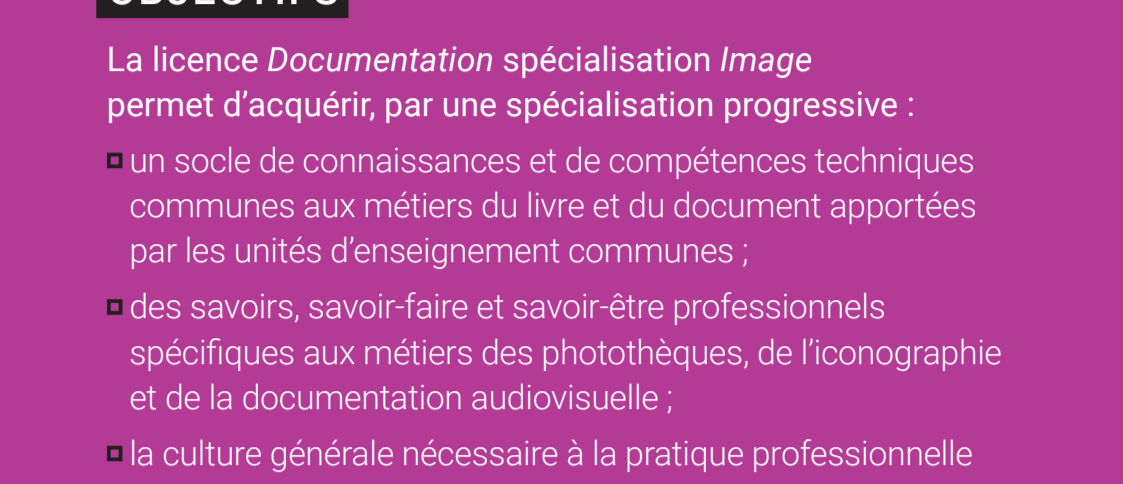 OBJECTIFS
La licence Documentation spécialisation Image
permet d’acquérir, par une spécialisation progressive :
un socle de connaissances et de compétences techniques
communes aux métiers du livre et du document apportées
par les unités d’enseignement communes ;
des savoirs, savoir-faire et savoir-être professionnels
spécifiques aux métiers des photothèques, de l’iconographie
et de la documentation audiovisuelle ;
la culture générale nécessaire à la pratique professionnelle